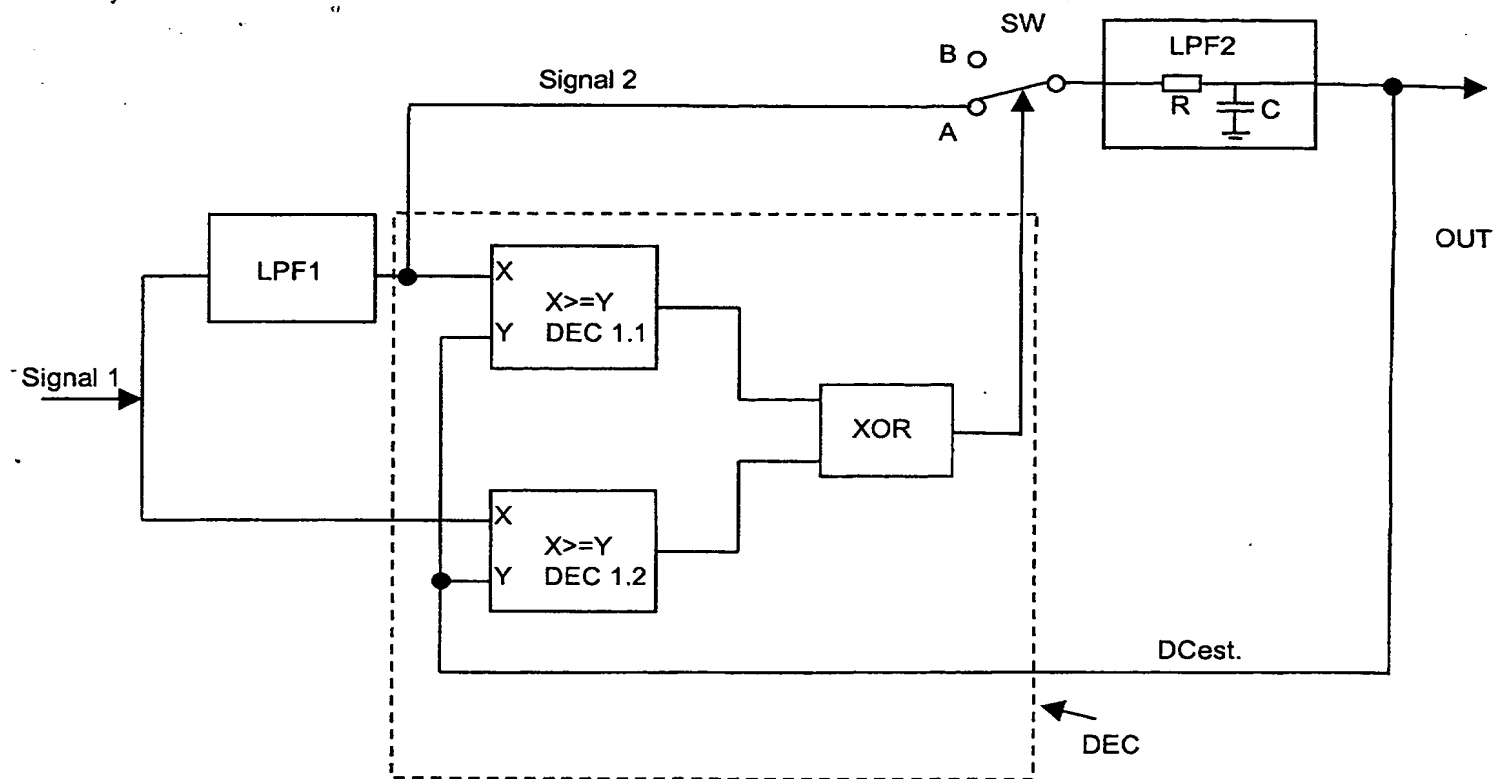 SW
LPF2
B
Signal 2
R
C
A
OUT
LPF1
X
X>=Y
Y
DEC 1.1
Signal 1
XOR
X
X>=Y
Y
DEC 1.2
DCest.
DEC